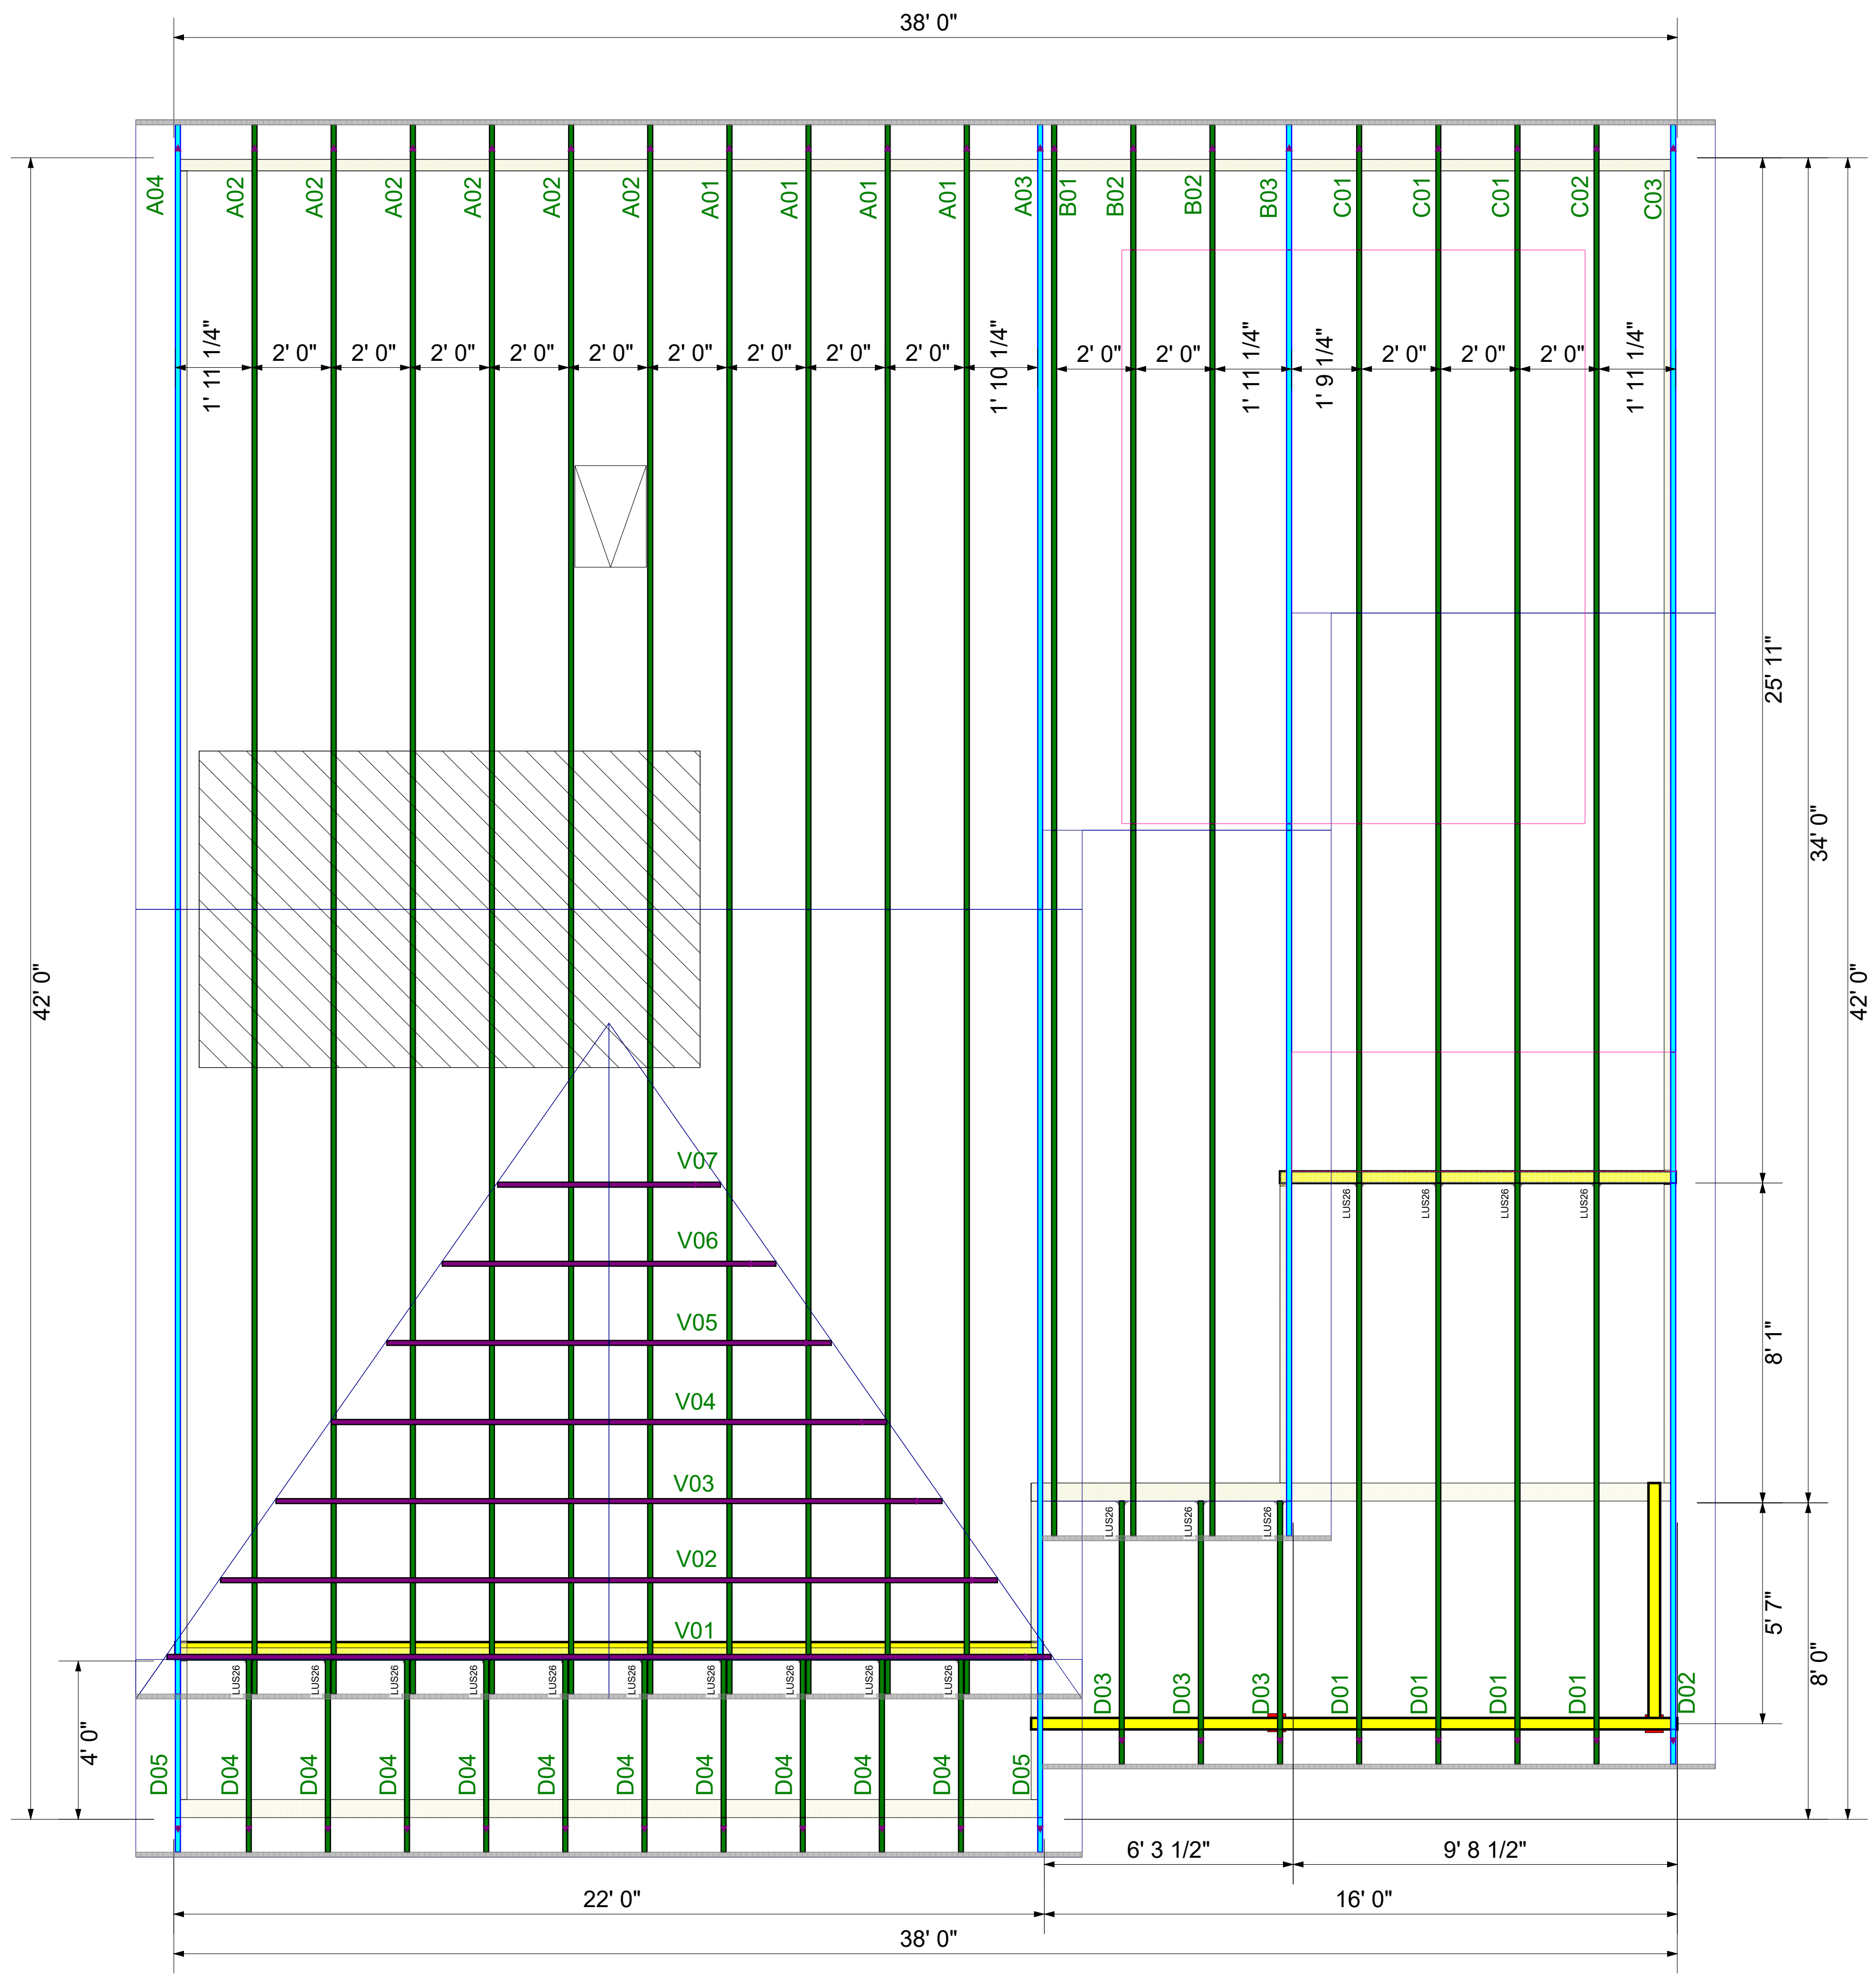 38' 0"
A04
A02
A02
A02
A02
A02
A02
A01
A01
A01
A01
A03
B01
B02
B02
B03
C01
C01
C01
C02
C03
1' 11 1/4"
2' 0"
2' 0"
2' 0"
2' 0"
2' 0"
2' 0"
2' 0"
2' 0"
2' 0"
1' 10 1/4"
2' 0"
2' 0"
1' 11 1/4"
1' 9 1/4"
2' 0"
2' 0"
2' 0"
1' 11 1/4"
25' 11"
34' 0"
42' 0"
42' 0"
V07
LUS26
LUS26
LUS26
LUS26
V06
V05
8' 1"
V04
V03
LUS26
LUS26
LUS26
V02
V01
5' 7"
8' 0"
LUS26
LUS26
LUS26
LUS26
LUS26
LUS26
LUS26
LUS26
LUS26
LUS26
D03
D03
D03
D01
D01
D01
D01
D02
4' 0"
D05
D04
D04
D04
D04
D04
D04
D04
D04
D04
D04
D05
6' 3 1/2"
9' 8 1/2"
22' 0"
16' 0"
38' 0"